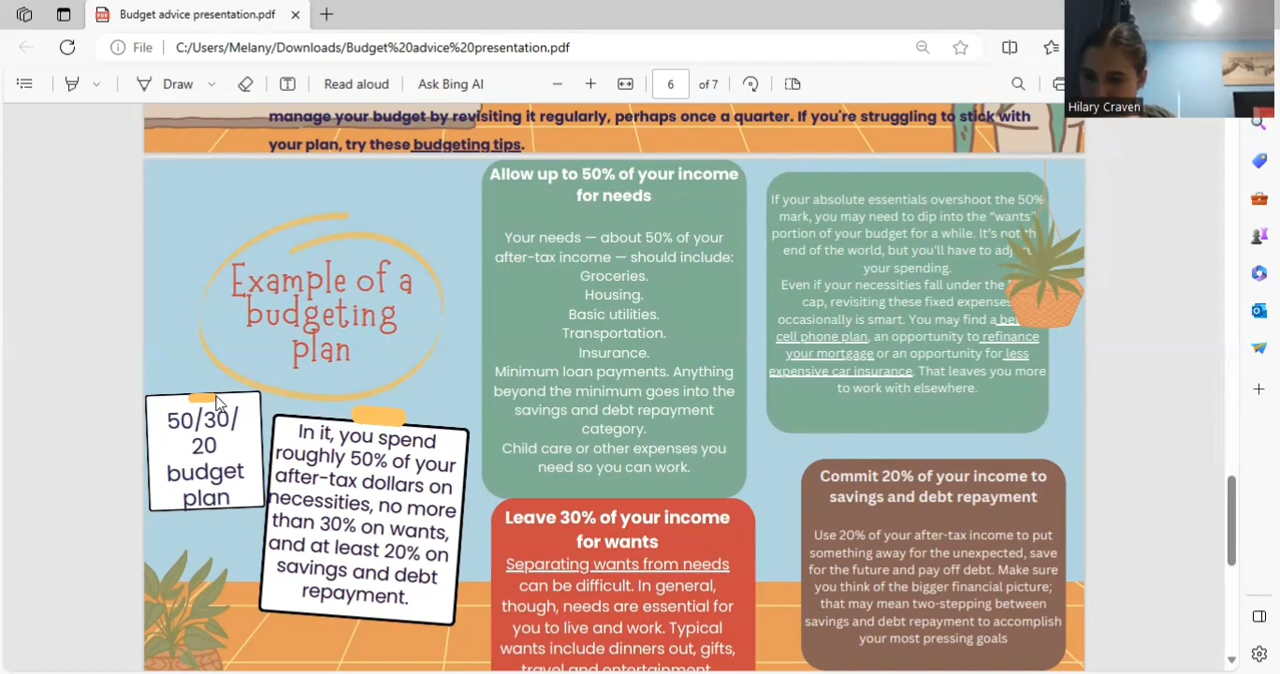 Budget advice presentation.pdf
File
C:/Users/Melany/Downloads/Budget%20advice%20presentation.pdf
Draw
Read aloud
Ask Bing AI
6
of 7
Hilary Craven
manage your budget by revisiting it regularly, perhaps once a quarter. If you're struggling to stick with
your plan, try these budgeting tips.
Example of a
budgeting
plan
50/30/
20
budget
plan
In it, you spend
roughly 50% of your
after-tax dollars on
necessities, no more
than 30% on wants,
and at least 20% on
savings and debt
repayment.
Allow up to 50% of your income
for needs
Your needs — about 50% of your
after-tax income — should include:
Groceries.
Housing.
Basic utilities.
Transportation.
Insurance.
Minimum loan payments. Anything
beyond the minimum goes into the
savings and debt repayment
category.
Child care or other expenses you
need so you can work.
Leave 30% of your income
for wants
Separating wants from needs
can be difficult. In general,
though, needs are essential for
you to live and work. Typical
wants include dinners out, gifts,
travel and entertainment.
If your absolute essentials overshoot the 50%
mark, you may need to dip into the “wants”
portion of your budget for a while. It's not
end of the world, but you'll have to
your spending.
Even if your necessities fall under the
cap, revisiting these fixed expenses
occasionally is smart. You may find a
cell phone plan, an opportunity to refinance
your mortgage or an opportunity for less
expensive car insurance. That leaves you more
to work with elsewhere.
Commit 20% of your income to
savings and debt repayment
Use 20% of your after-tax income to put
something away for the unexpected, save
for the future and pay off debt. Make sure
you think of the bigger financial picture;
that may mean two-stepping between
savings and debt repayment to accomplish
your most pressing goals